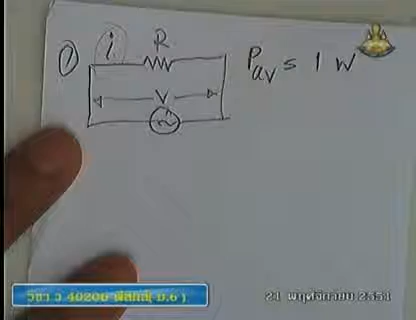 ① i R
P av = 1 W
V
วิชา ว 40206 ฟิสิกส์( ม.6 )
21 พฤศจิกายน 2551